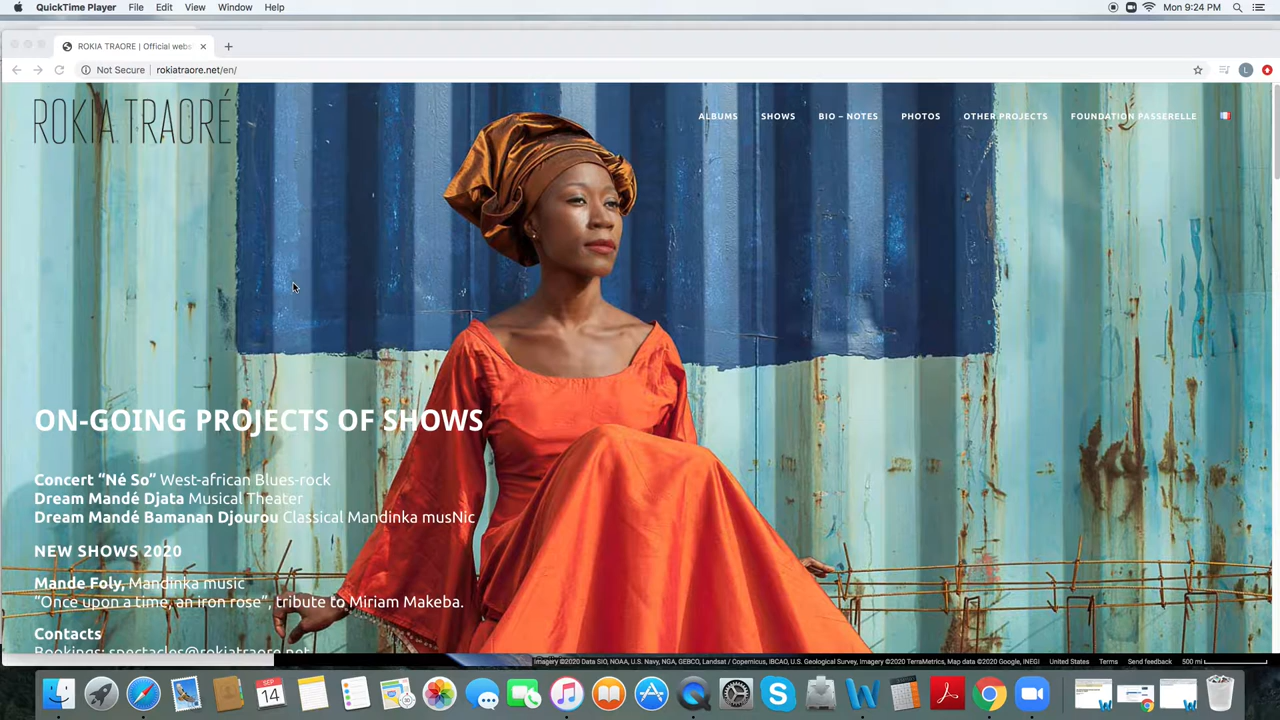 QuickTime Player File Edit View Window Help Mon 9:24 PM
ROKIA TRAORE | Official webs
Not Secure rokiatraore.net/en/ L
ROKIA TRAORÉ
ALBUMS SHOWS BIO – NOTES PHOTOS OTHER PROJECTS FOUNDATION PASSERELLE
ON-GOING PROJECTS OF SHOWS
Concert “Né So” West-african Blues-rock
Dream Mandé Djata Musical Theater
Dream Mandé Bamanan Djourou Classical Mandinka musNic
NEW SHOWS 2020
Mande Foly, Mandinka music
“Once upon a time, an iron rose”, tribute to Miriam Makeba.
Contacts
Bookings: spectacles@rokiatraore.net
Imagery ©2020 Data SIO, NOAA, U.S. Navy, NGA, GEBCO, Landsat / Copernicus, IBCAO, U.S. Geological Survey, Imagery ©2020 TerraMetrics, Map data ©2020 Google, INEGI United States Terms Send feedback 500 mi
SEP
14